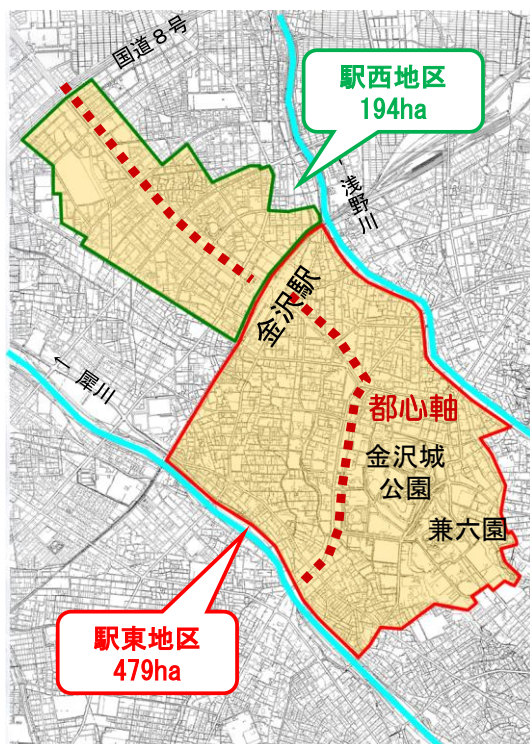 国道8号
駅西地区
194ha
浅野川
金沢駅
← 犀川
都心軸
金沢城
公園
兼六園
駅東地区
479ha